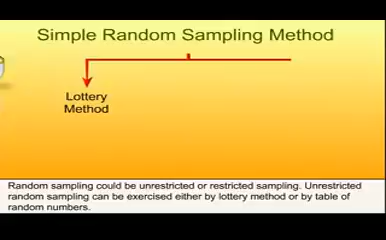 Simple Random Sampling Method
Lottery
Method
Random sampling could be unrestricted or restricted sampling. Unrestricted
random sampling can be exercised either by lottery method or by table of
random numbers.